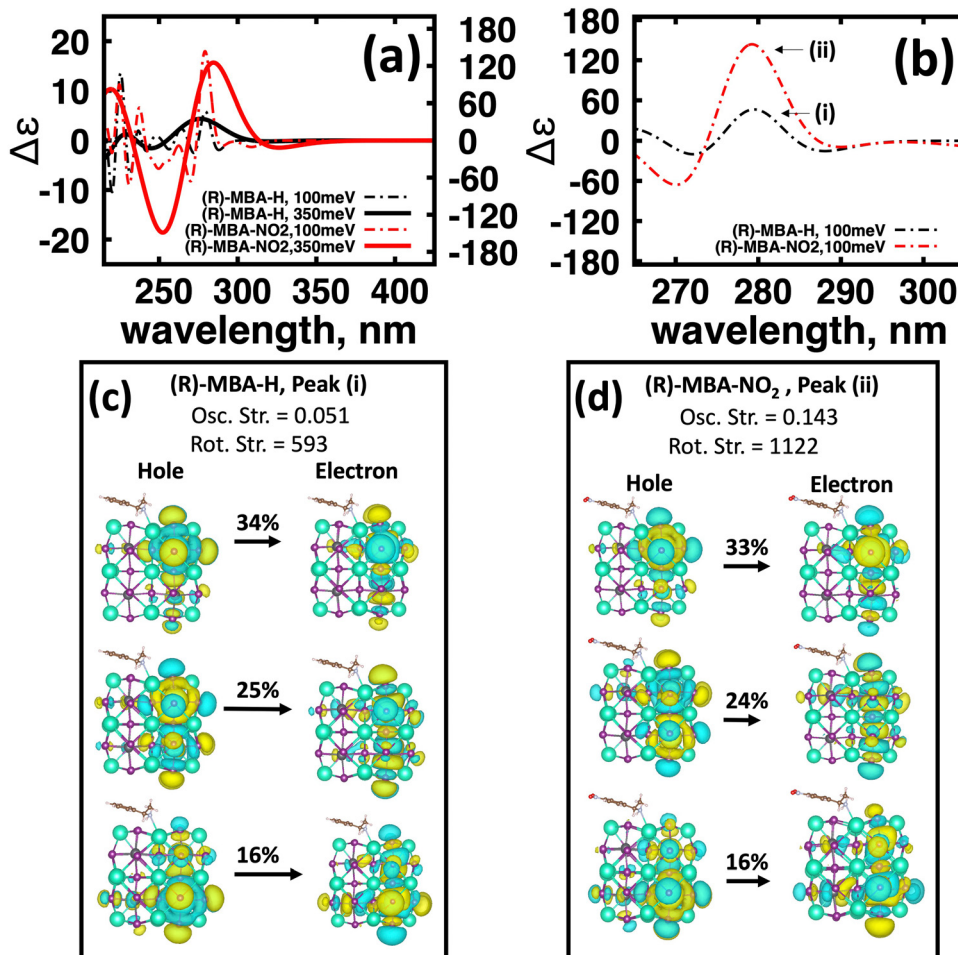 (a)
20
10
0
-10
-20
Δε
180
120
60
0
-60
-120
-180
(R)-MBA-H, 100meV
(R)-MBA-H, 350meV
(R)-MBA-NO2,100meV
(R)-MBA-NO2,350meV
250 300 350 400
wavelength, nm
(b)
180
120
60
0
-60
-120
-180
Δε
(ii)
(i)
(R)-MBA-H, 100meV
(R)-MBA-NO2,100meV
270 280 290 300
wavelength, nm
(c)
(R)-MBA-H, Peak (i)
Osc. Str. = 0.051
Rot. Str. = 593
Hole Electron
34%
25%
16%
(d)
(R)-MBA-NO₂ , Peak (ii)
Osc. Str. = 0.143
Rot. Str. = 1122
Hole Electron
33%
24%
16%